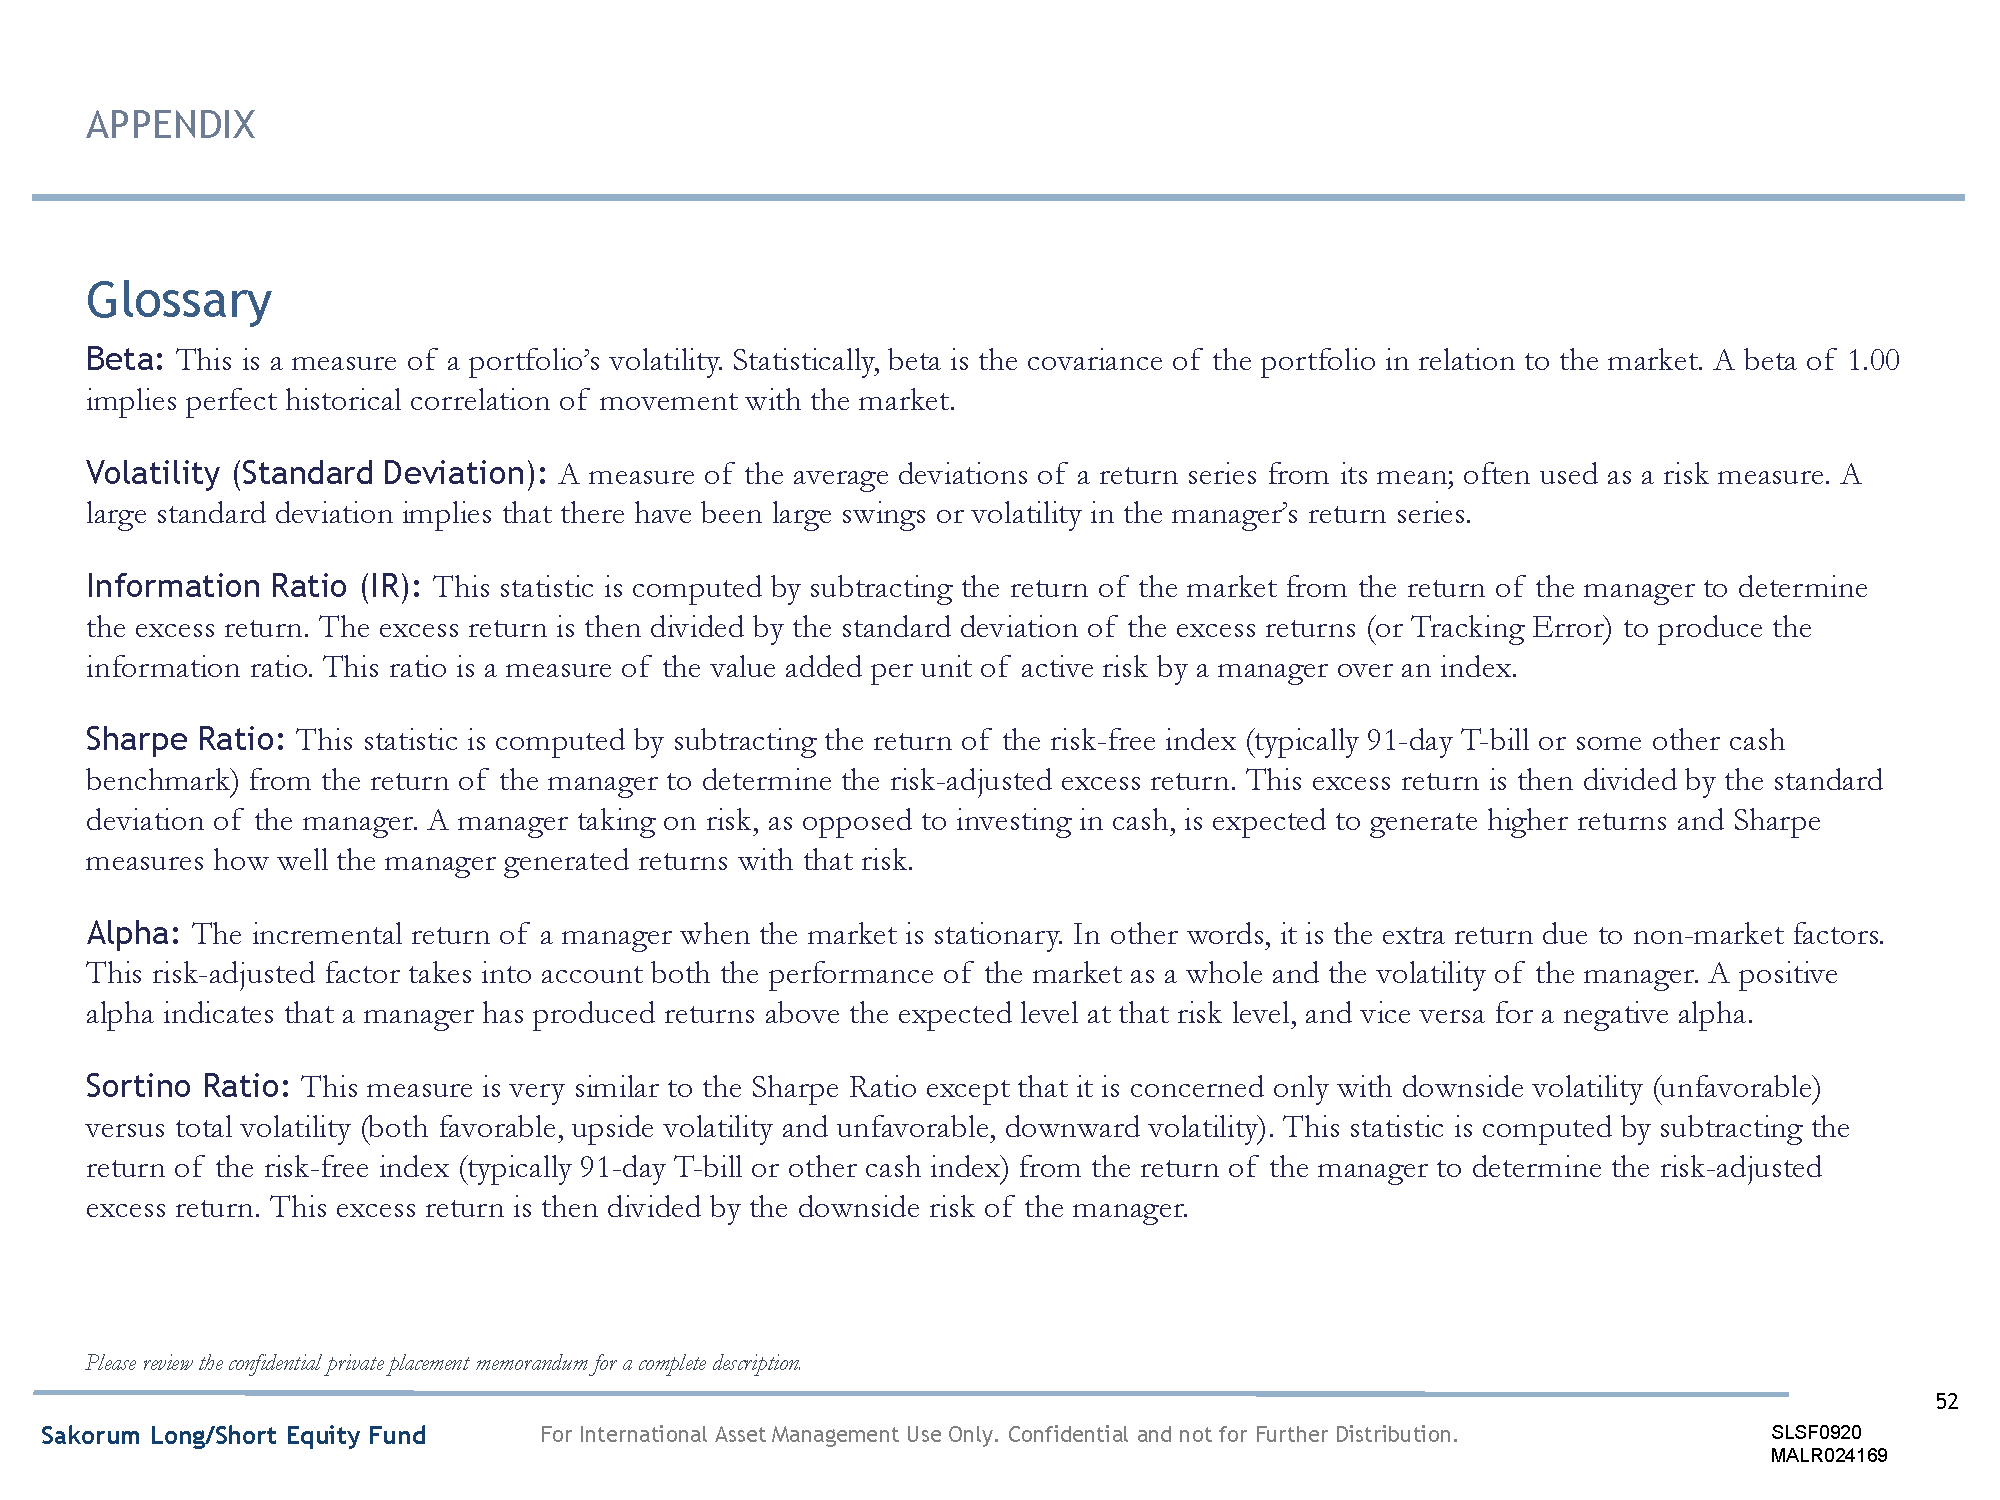 APPENDIX
Glossary
Beta: This is a measure of a portfolio’s volatility. Statistically, beta is the covariance of the portfolio in relation to the market. A beta of 1.00
implies perfect historical correlation of movement with the market.
Volatility (Standard Deviation): A measure of the average deviations of a return series from its mean; often used as a risk measure. A
large standard deviation implies that there have been large swings or volatility in the manager’s return series.
Information Ratio (IR): This statistic is computed by subtracting the return of the market from the return of the manager to determine
the excess return. The excess return is then divided by the standard deviation of the excess returns (or Tracking Error) to produce the
information ratio. This ratio is a measure of the value added per unit of active risk by a manager over an index.
Sharpe Ratio: This statistic is computed by subtracting the return of the risk-free index (typically 91-day T-bill or some other cash
benchmark) from the return of the manager to determine the risk-adjusted excess return. This excess return is then divided by the standard
deviation of the manager. A manager taking on risk, as opposed to investing in cash, is expected to generate higher returns and Sharpe
measures how well the manager generated returns with that risk.
Alpha: The incremental return of a manager when the market is stationary. In other words, it is the extra return due to non-market factors.
This risk-adjusted factor takes into account both the performance of the market as a whole and the volatility of the manager. A positive
alpha indicates that a manager has produced returns above the expected level at that risk level, and vice versa for a negative alpha.
Sortino Ratio: This measure is very similar to the Sharpe Ratio except that it is concerned only with downside volatility (unfavorable)
versus total volatility (both favorable, upside volatility and unfavorable, downward volatility). This statistic is computed by subtracting the
return of the risk-free index (typically 91-day T-bill or other cash index) from the return of the manager to determine the risk-adjusted
excess return. This excess return is then divided by the downside risk of the manager.
Please review the confidential private placement memorandum for a complete description.
52
Sakorum Long/Short Equity Fund
For International Asset Management Use Only. Confidential and not for Further Distribution.
SLSF0920
MALR024169